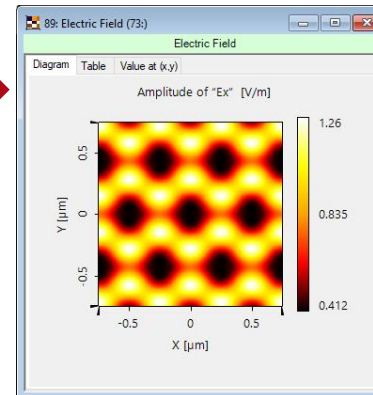 89: Electric Field (73:)
Electric Field
Diagram Table Value at (x,y)
Amplitude of "Ex" [V/m]
1.26
0.835
0.412
Y [µm]
0.5
0
-0.5
-0.5 0 0.5
X [µm]